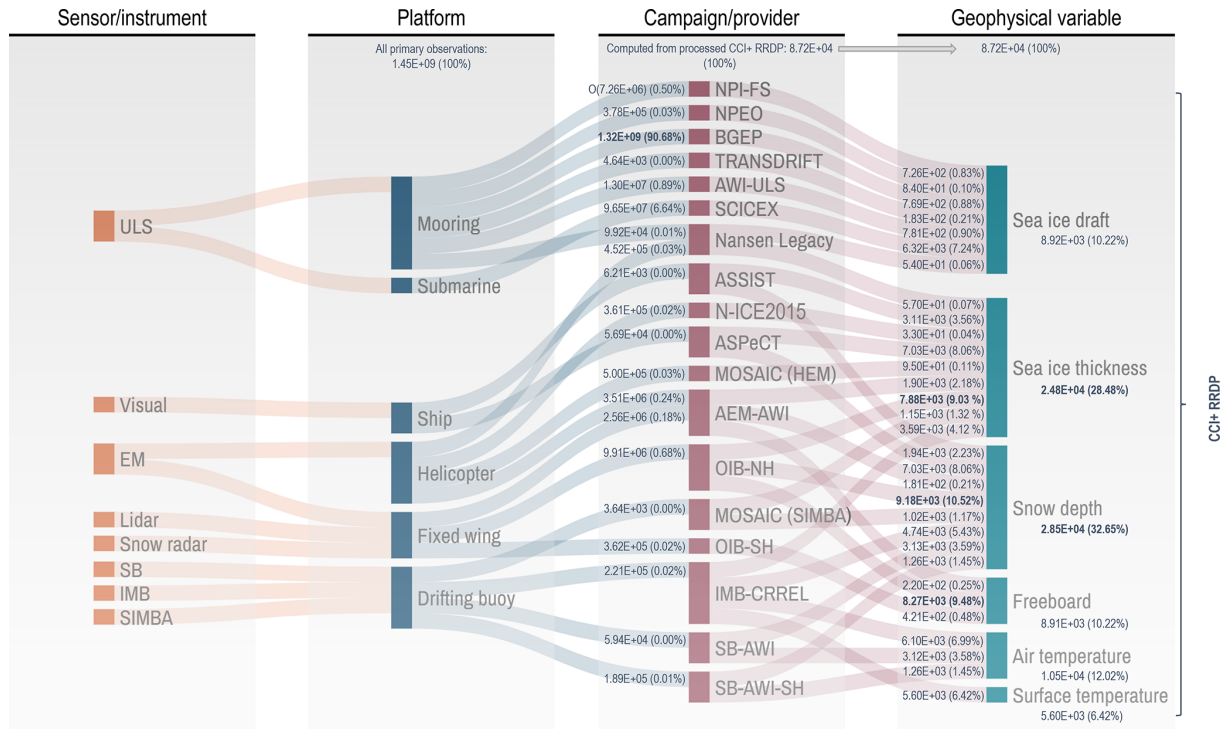 Sensor/instrument
Platform
Campaign/provider
Geophysical variable
All primary observations:
1.45E+09 (100%)
Computed from processed CCI+ RRDP: 8.72E+04
(100%)
8.72E+04 (100%)
ULS
Visual
EM
Lidar
Snow radar
SB
IMB
SIMBA
Mooring
Submarine
Ship
Helicopter
Fixed wing
Drifting buoy
O(7.26E+06) (0.50%)
NPI-FS
3.78E+05 (0.03%)
NPEO
1.32E+09 (90.68%)
BGEP
4.64E+03 (0.00%)
TRANSDRIFT
1.30E+07 (0.89%)
AWI-ULS
9.65E+07 (6.64%)
SCICEX
9.92E+04 (0.01%)
4.52E+05 (0.03%)
Nansen Legacy
6.21E+03 (0.00%)
ASSIST
3.61E+05 (0.02%)
N-ICE2015
5.69E+04 (0.00%)
ASPeCT
5.00E+05 (0.03%)
MOSAIC (HEM)
3.51E+06 (0.24%)
2.56E+06 (0.18%)
AEM-AWI
9.91E+06 (0.68%)
OIB-NH
3.64E+03 (0.00%)
MOSAIC (SIMBA)
3.62E+05 (0.02%)
OIB-SH
2.21E+05 (0.02%)
IMB-CRREL
5.94E+04 (0.00%)
SB-AWI
1.89E+05 (0.01%)
SB-AWI-SH
7.26E+02 (0.83%)
8.40E+01 (0.10%)
7.69E+02 (0.88%)
1.83E+02 (0.21%)
7.81E+02 (0.90%)
6.32E+03 (7.24%)
5.40E+01 (0.06%)
Sea ice draft
8.92E+03 (10.22%)
5.70E+01 (0.07%)
3.11E+03 (3.56%)
3.30E+01 (0.04%)
7.03E+03 (8.06%)
9.50E+01 (0.11%)
1.90E+03 (2.18%)
7.88E+03 (9.03 %)
1.15E+03 (1.32 %)
3.59E+03 (4.12 %)
Sea ice thickness
2.48E+04 (28.48%)
1.94E+03 (2.23%)
7.03E+03 (8.06%)
1.81E+02 (0.21%)
9.18E+03 (10.52%)
1.02E+03 (1.17%)
4.74E+03 (5.43%)
3.13E+03 (3.59%)
1.26E+03 (1.45%)
Snow depth
2.85E+04 (32.65%)
2.20E+02 (0.25%)
8.27E+03 (9.48%)
4.21E+02 (0.48%)
Freeboard
8.91E+03 (10.22%)
6.10E+03 (6.99%)
3.12E+03 (3.58%)
1.26E+03 (1.45%)
Air temperature
1.05E+04 (12.02%)
5.60E+03 (6.42%)
Surface temperature
5.60E+03 (6.42%)
CCI+ RRDP